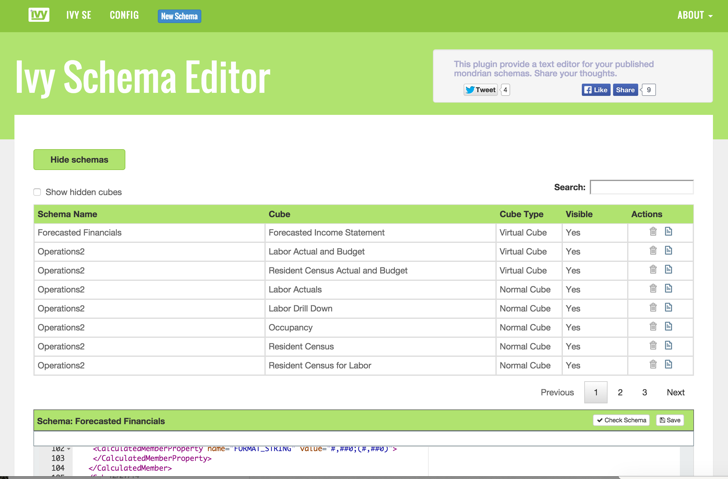 ivy IVY SE CONFIG New Schema ABOUT
Ivy Schema Editor
This plugin provide a text editor for your published
mondrian schemas. Share your thoughts.
Tweet 4 Like Share 9
Hide schemas
Show hidden cubes
Search:
Schema Name Cube Cube Type Visible Actions
Forecasted Financials Forecasted Income Statement Virtual Cube Yes
Operations2 Labor Actual and Budget Virtual Cube Yes
Operations2 Resident Census Actual and Budget Virtual Cube Yes
Operations2 Labor Actuals Normal Cube Yes
Operations2 Labor Drill Down Normal Cube Yes
Operations2 Occupancy Normal Cube Yes
Operations2 Resident Census Normal Cube Yes
Operations2 Resident Census for Labor Normal Cube Yes
Previous 1 2 3 Next
Schema: Forecasted Financials Check Schema Save
102 <CalculatedMemberProperty name="FORMAT_STRING" value="#,##0;(#,##0)">
103 </CalculatedMemberProperty>
104 </CalculatedMember>